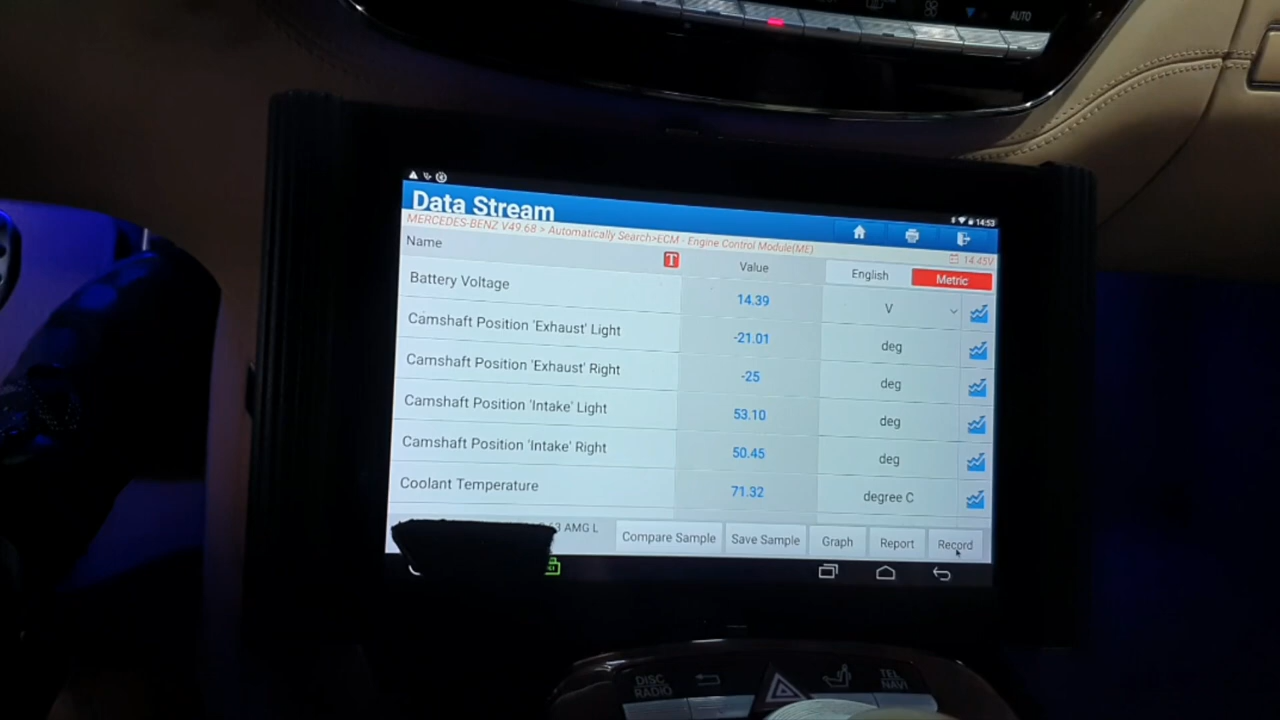 AUTO
14:53
Data Stream
MERCEDES-BENZ V49.68 > Automatically Search>ECM - Engine Control Module(ME)
14.45V
Name
T
Value
English
Metric
Battery Voltage
14.39
V
Camshaft Position 'Exhaust' Light
-21.01
deg
Camshaft Position 'Exhaust' Right
-25
deg
Camshaft Position 'Intake' Light
53.10
deg
Camshaft Position 'Intake' Right
50.45
deg
Coolant Temperature
71.32
degree C
AMG L
Compare Sample
Save Sample
Graph
Report
Record
DISC
RADIO
TEL
NAVI